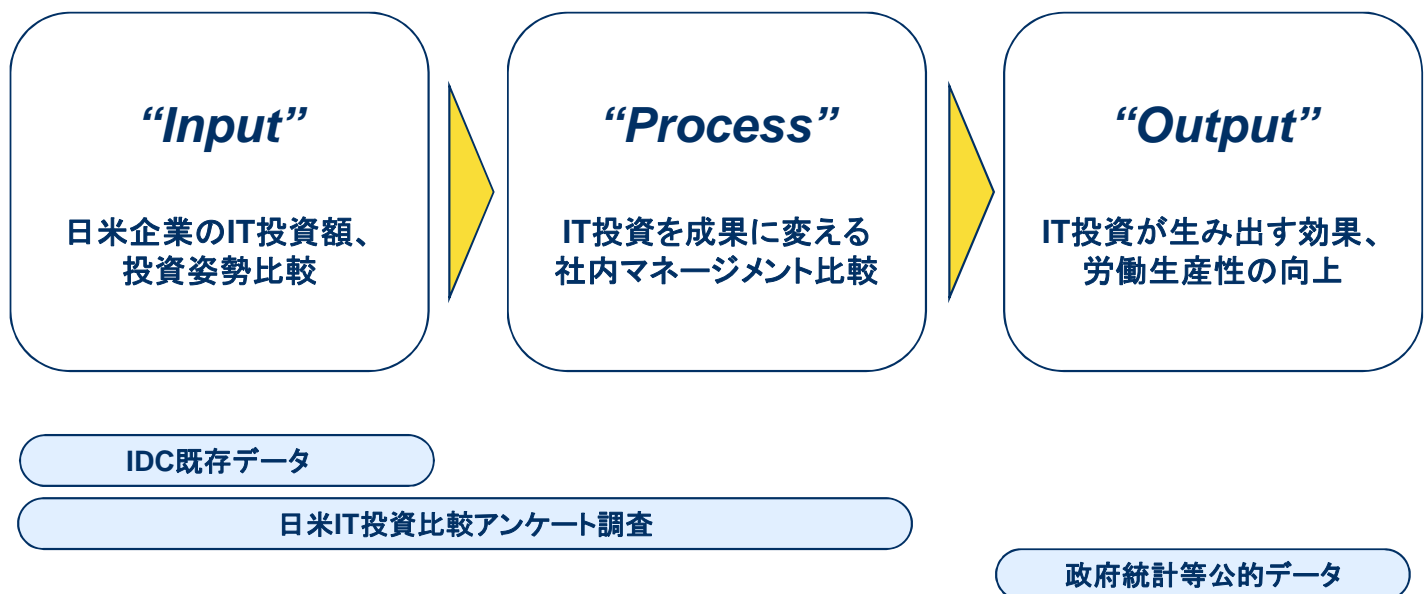 “Input”
日米企業のIT投資額、
投資姿勢比較
“Process”
IT投資を成果に変える
社内マネージメント比較
“Output”
IT投資が生み出す効果、
労働生産性の向上
IDC既存データ
日米IT投資比較アンケート調査
政府統計等公的データ